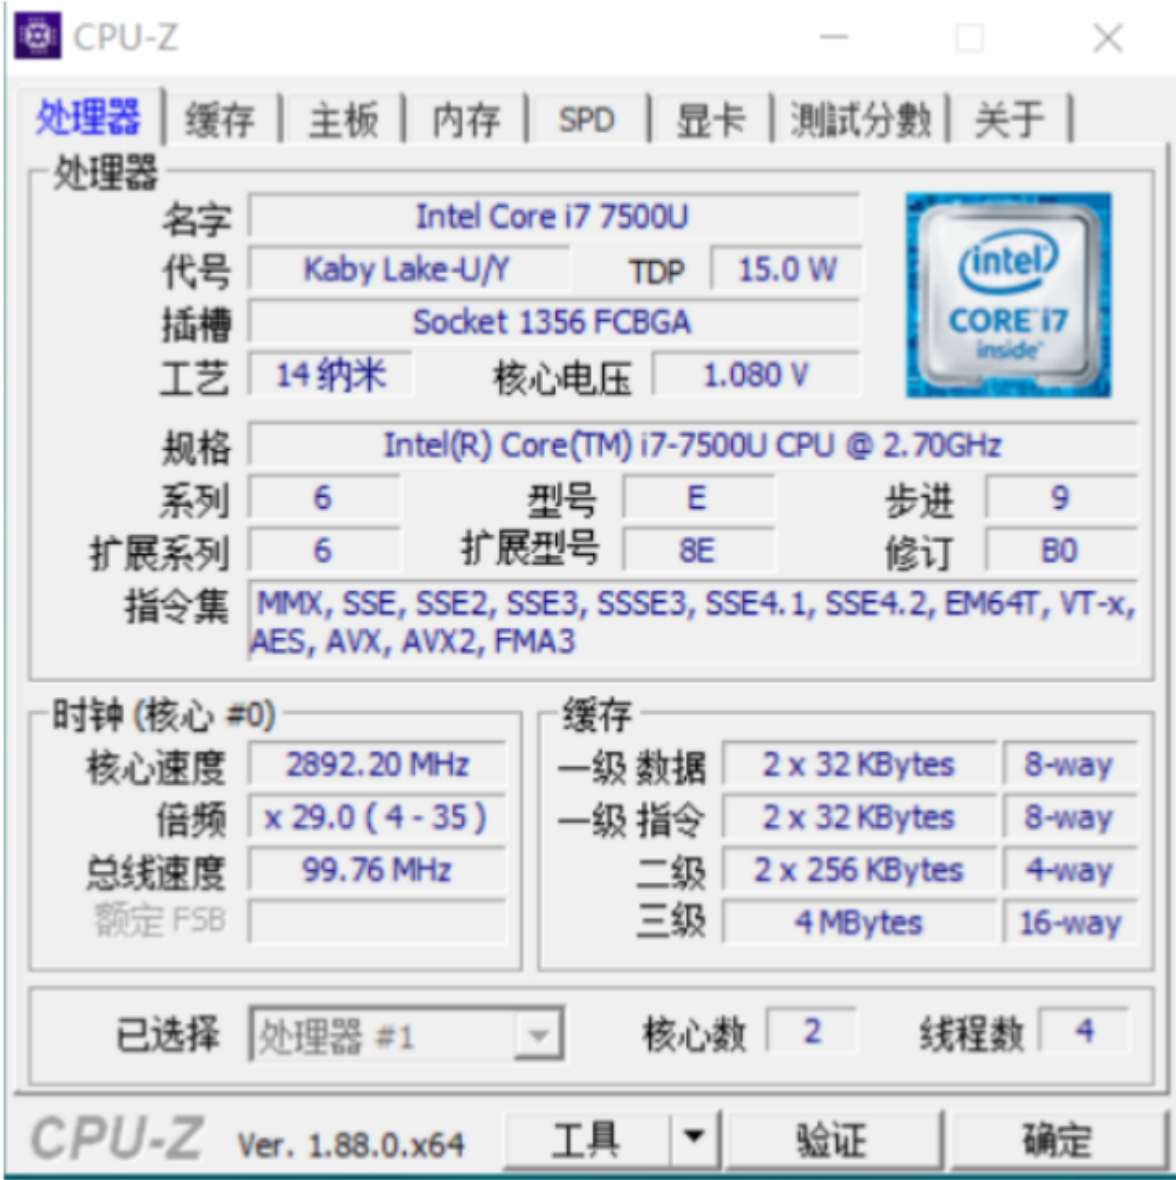 CPU-Z
处理器 缓存 主板 内存 SPD 显卡 測試分數 关于
处理器
名字 Intel Core i7 7500U
代号 Kaby Lake-U/Y TDP 15.0 W
插槽 Socket 1356 FCBGA
工艺 14 纳米 核心电压 1.080 V
intel
CORE i7
inside™
规格 Intel(R) Core(TM) i7-7500U CPU @ 2.70GHz
系列 6 型号 E 步进 9
扩展系列 6 扩展型号 8E 修订 B0
指令集 MMX, SSE, SSE2, SSE3, SSSE3, SSE4.1, SSE4.2, EM64T, VT-x,
AES, AVX, AVX2, FMA3
时钟 (核心 #0)
核心速度 2892.20 MHz
倍频 x 29.0 ( 4 - 35 )
总线速度 99.76 MHz
额定 FSB
缓存
一级 数据 2 x 32 KBytes 8-way
一级 指令 2 x 32 KBytes 8-way
二级 2 x 256 KBytes 4-way
三级 4 MBytes 16-way
已选择 处理器 #1 核心数 2 线程数 4
CPU-Z Ver. 1.88.0.x64 工具 验证 确定